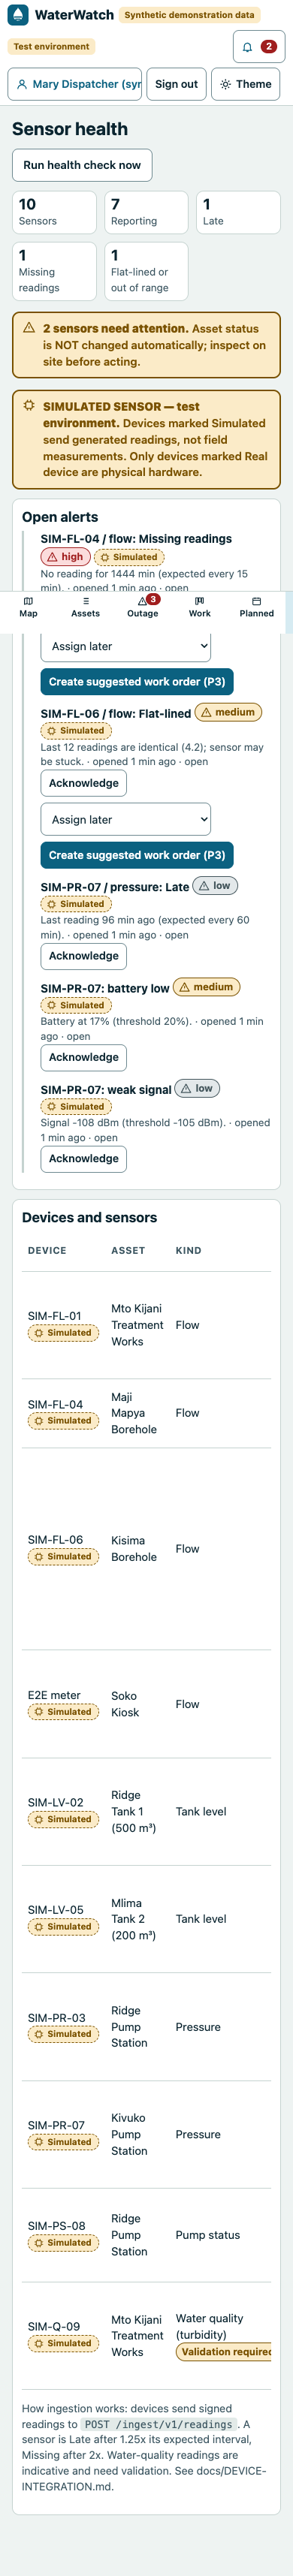 WaterWatch
Synthetic demonstration data
Test environment
2
Mary Dispatcher (syn
Sign out
Theme
Sensor health
Run health check now
10
Sensors
7
Reporting
1
Late
1
Missing
readings
1
Flat-lined or
out of range
2 sensors need attention. Asset status
is NOT changed automatically; inspect on
site before acting.
SIMULATED SENSOR — test
environment. Devices marked Simulated
send generated readings, not field
measurements. Only devices marked Real
device are physical hardware.
Open alerts
SIM-FL-04 / flow: Missing readings
high
Simulated
No reading for 1444 min (expected every 15
min). · opened 1 min ago · open
Map
Assets
3
Outage
Work
Planned
Assign later
Create suggested work order (P3)
SIM-FL-06 / flow: Flat-lined
medium
Simulated
Last 12 readings are identical (4.2); sensor may
be stuck. · opened 1 min ago · open
Acknowledge
Assign later
Create suggested work order (P3)
SIM-PR-07 / pressure: Late
low
Simulated
Last reading 96 min ago (expected every 60
min). · opened 1 min ago · open
Acknowledge
SIM-PR-07: battery low
medium
Simulated
Battery at 17% (threshold 20%). · opened 1 min
ago · open
Acknowledge
SIM-PR-07: weak signal
low
Simulated
Signal -108 dBm (threshold -105 dBm). · opened
1 min ago · open
Acknowledge
Devices and sensors
DEVICE
ASSET
KIND
SIM-FL-01
Simulated
Mto Kijani
Treatment
Works
Flow
SIM-FL-04
Simulated
Maji
Mapya
Borehole
Flow
SIM-FL-06
Simulated
Kisima
Borehole
Flow
E2E meter
Simulated
Soko
Kiosk
Flow
SIM-LV-02
Simulated
Ridge
Tank 1
(500 m³)
Tank level
SIM-LV-05
Simulated
Mlima
Tank 2
(200 m³)
Tank level
SIM-PR-03
Simulated
Ridge
Pump
Station
Pressure
SIM-PR-07
Simulated
Kivuko
Pump
Station
Pressure
SIM-PS-08
Simulated
Ridge
Pump
Station
Pump status
SIM-Q-09
Simulated
Mto Kijani
Treatment
Works
Water quality
(turbidity)
Validation required
How ingestion works: devices send signed
readings to POST /ingest/v1/readings. A
sensor is Late after 1.25x its expected interval,
Missing after 2x. Water-quality readings are
indicative and need validation. See docs/DEVICE-
INTEGRATION.md.